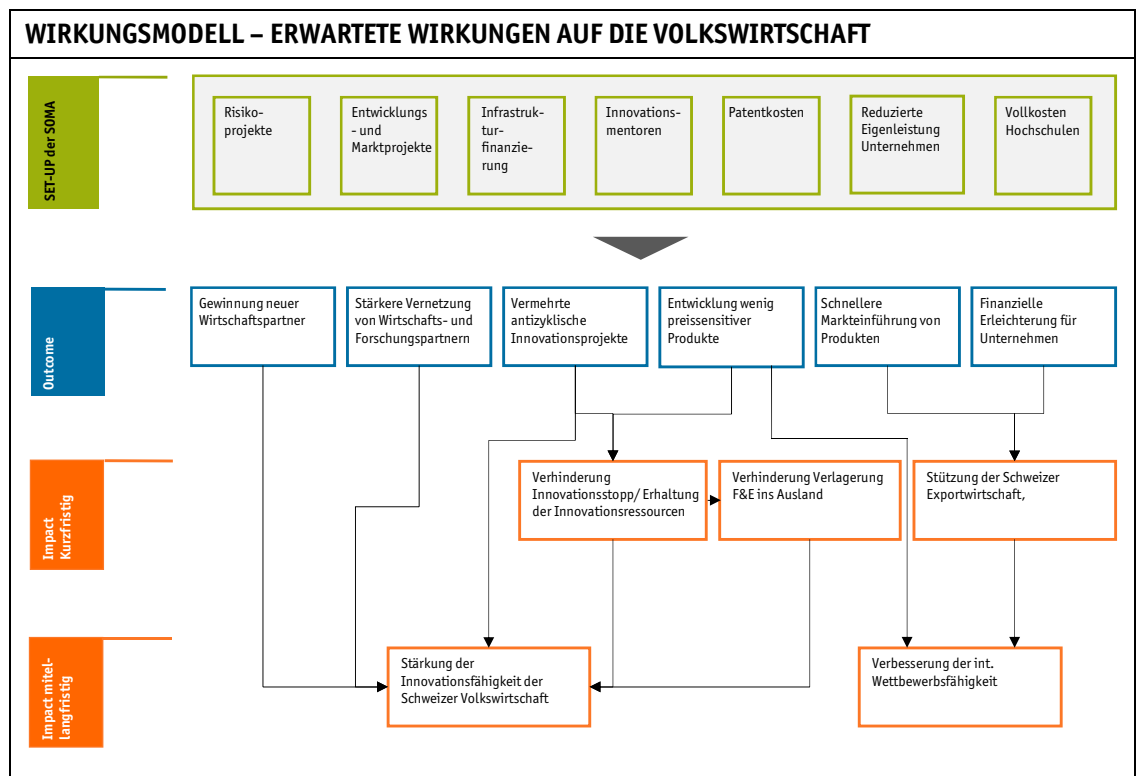 WIRKUNGSMODELL – ERWARTETE WIRKUNGEN AUF DIE VOLKSWIRTSCHAFT
SET-UP der SOMA
Risiko-
projekte
Entwicklungs
- und
Marktprojekte
Infrastruk-
tur-
finanzie-
rung
Innovations-
mentoren
Patentkosten
Reduzierte
Eigenleistung
Unternehmen
Vollkosten
Hochschulen
Outcome
Gewinnung neuer
Wirtschaftspartner
Stärkere Vernetzung
von Wirtschafts- und
Forschungspartnern
Vermehrte
antizyklische
Innovationsprojekte
Entwicklung wenig
preissensitiver
Produkte
Schnellere
Markteinführung von
Produkten
Finanzielle
Erleichterung für
Unternehmen
Impact
Kurzfristig
Verhinderung
Innovationsstopp/ Erhaltung
der Innovationsressourcen
Verhinderung Verlagerung
F&E ins Ausland
Stützung der Schweizer
Exportwirtschaft,
Impact mitel-
langfristig
Stärkung der
Innovationsfähigkeit der
Schweizer Volkswirtschaft
Verbesserung der int.
Wettbewerbsfähigkeit